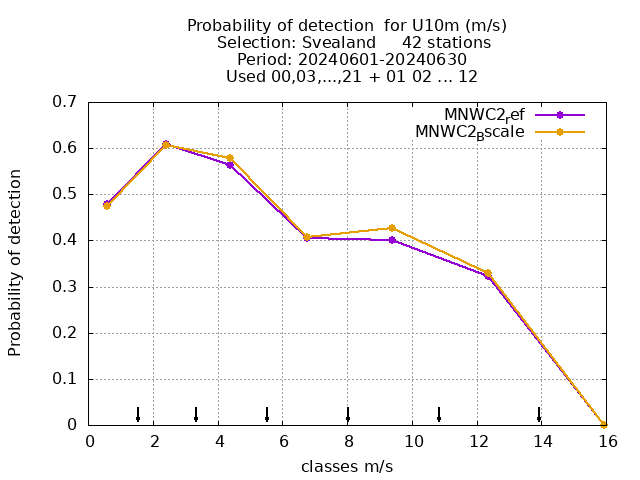 Probability of detection  for U10m (m/s)
Selection: Svealand     42 stations
Period: 20240601-20240630
Used 00,03,...,21 + 01 02 ... 12
MNWC2ref
MNWC2Bscale
0.7
0.6
0.5
0.4
0.3
0.2
0.1
0
Probability of detection
0 2 4 6 8 10 12 14 16
classes m/s